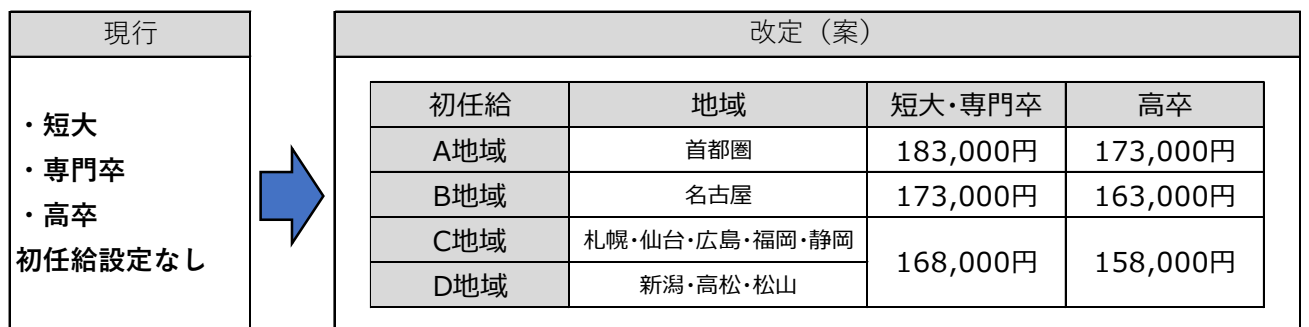 現行
・短大
・専門卒
・高卒
初任給設定なし
改定（案）
初任給 地域 短大・専門卒 高卒
A地域 首都圏 183,000円 173,000円
B地域 名古屋 173,000円 163,000円
C地域 札幌・仙台・広島・福岡・静岡 168,000円 158,000円
D地域 新潟・高松・松山